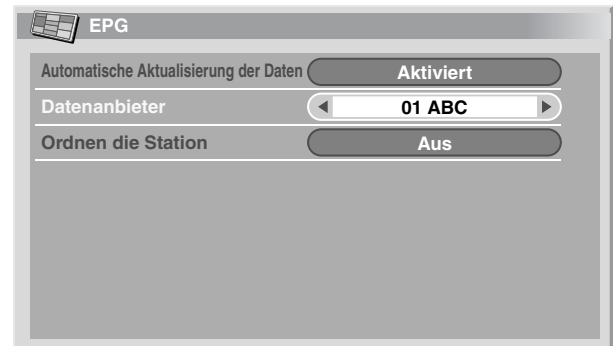 EPG
Automatische Aktualisierung der Daten Aktiviert
Datenanbieter 01 ABC
Ordnen die Station Aus